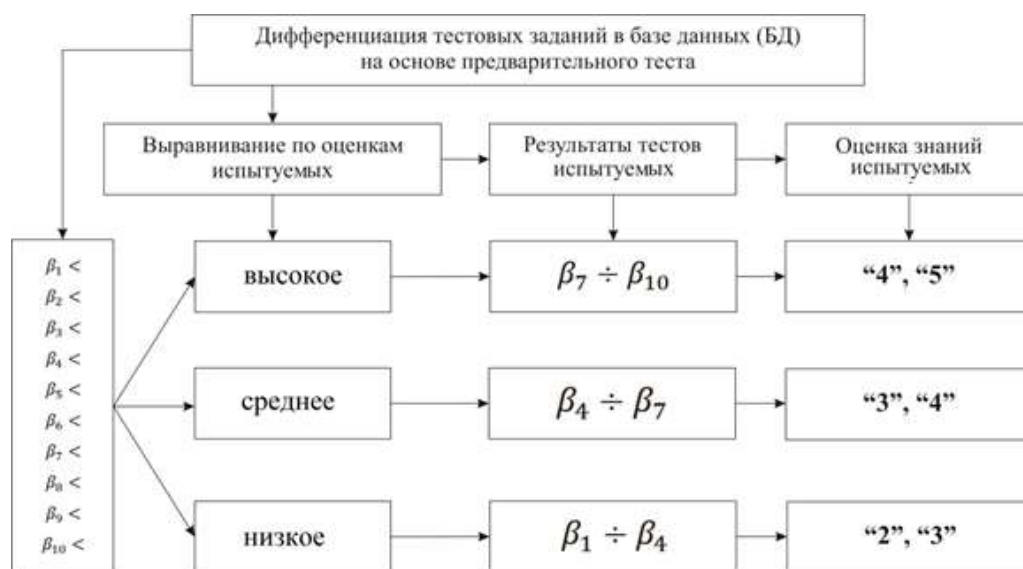 Дифференциация тестовых заданий в базе данных (БД)
на основе предварительного теста
Выравнивание по оценкам
испытуемых
Результаты тестов
испытуемых
Оценка знаний
испытуемых
β₁ <
β₂ <
β₃ <
β₄ <
β₅ <
β₆ <
β₇ <
β₈ <
β₉ <
β₁₀ <
высокое
β₇ ÷ β₁₀
“4”, “5”
среднее
β₄ ÷ β₇
“3”, “4”
низкое
β₁ ÷ β₄
“2”, “3”